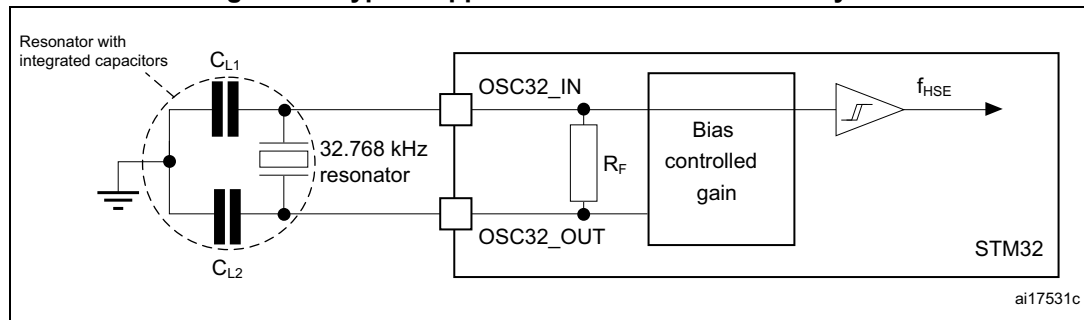 Resonator with
integrated capacitors
CL1
OSC32_IN
fHSE
32.768 kHz
resonator
RF
Bias
controlled
gain
OSC32_OUT
STM32
CL2
ai17531c